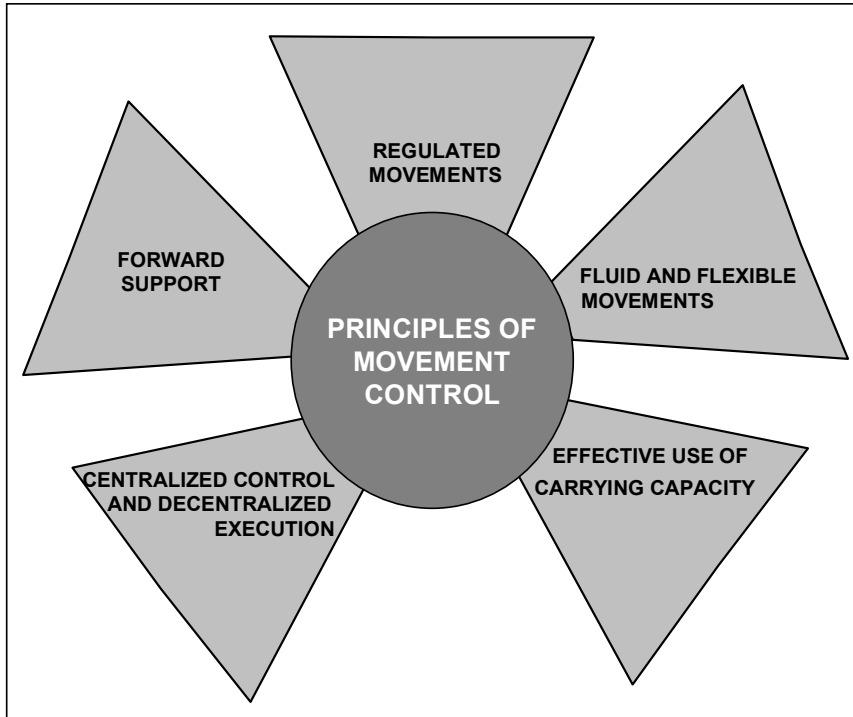 REGULATED
MOVEMENTS
FORWARD
SUPPORT
FLUID AND FLEXIBLE
MOVEMENTS
PRINCIPLES OF
MOVEMENT
CONTROL
CENTRALIZED CONTROL
AND DECENTRALIZED
EXECUTION
EFFECTIVE USE OF
CARRYING CAPACITY